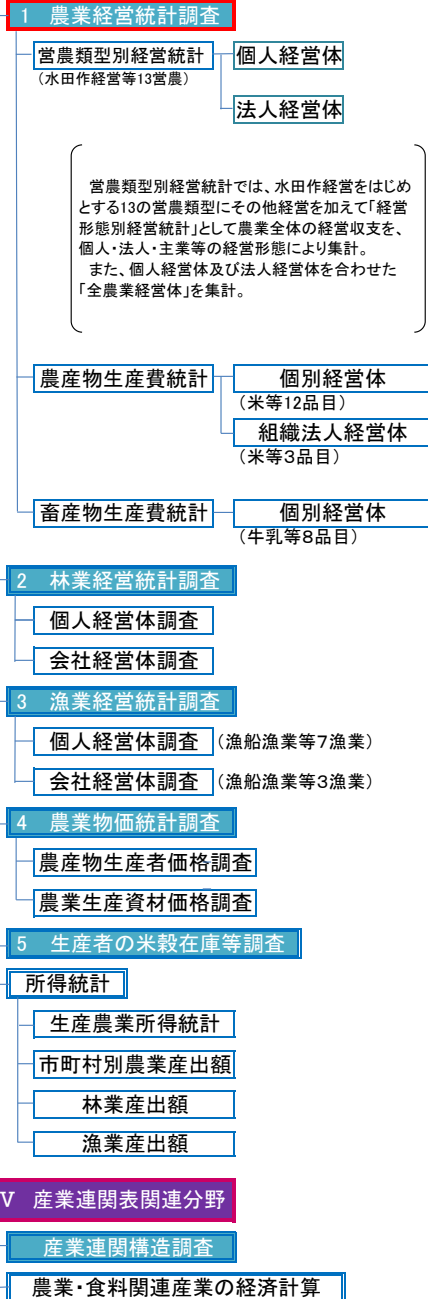 1　農業経営統計調査
営農類型別経営統計
（水田作経営等13営農）
個人経営体
法人経営体
　営農類型別経営統計では、水田作経営をはじめ
とする13の営農類型にその他経営を加えて「経営
形態別経営統計」として農業全体の経営収支を、
個人・法人・主業等の経営形態により集計。
　また、個人経営体及び法人経営体を合わせた
「全農業経営体」を集計。
農産物生産費統計
個別経営体
（米等12品目）
組織法人経営体
（米等３品目）
畜産物生産費統計
個別経営体
（牛乳等８品目）
2　林業経営統計調査
個人経営体調査
会社経営体調査
3　漁業経営統計調査
個人経営体調査（漁船漁業等7漁業）
会社経営体調査（漁船漁業等3漁業）
4　農業物価統計調査
農産物生産者価格調査
農業生産資材価格調査
5　生産者の米穀在庫等調査
所得統計
生産農業所得統計
市町村別農業産出額
林業産出額
漁業産出額
Ⅴ　産業連関表関連分野
産業連関構造調査
農業・食料関連産業の経済計算